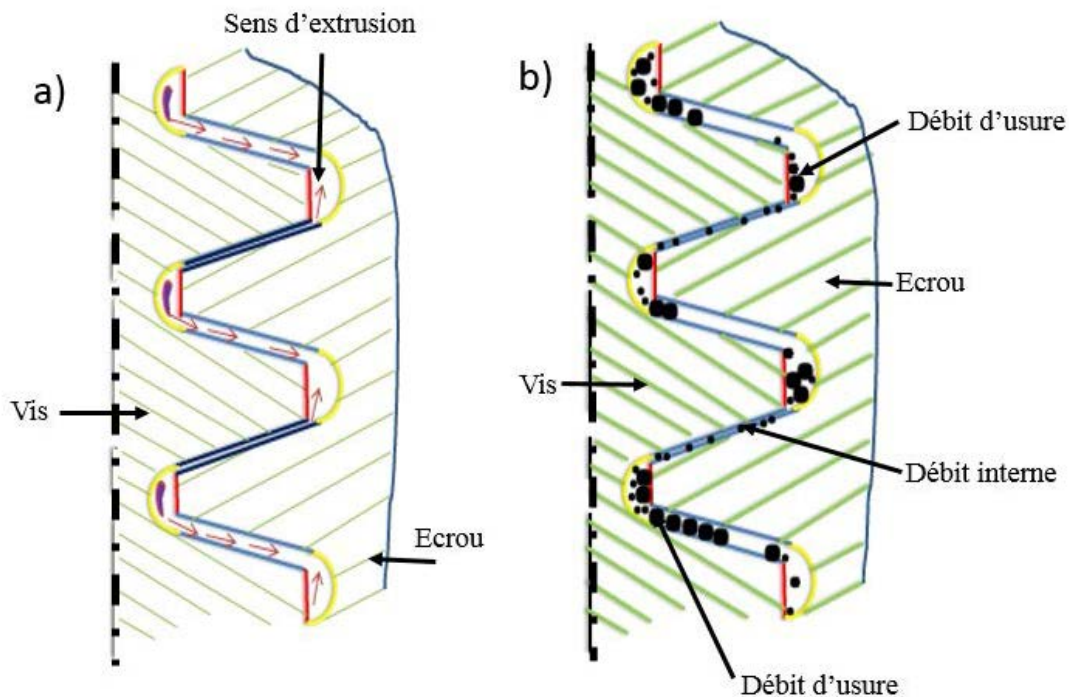 Sens d’extrusion
a)
Vis
Ecrou
b)
Débit d’usure
Ecrou
Vis
Débit interne
Débit d’usure